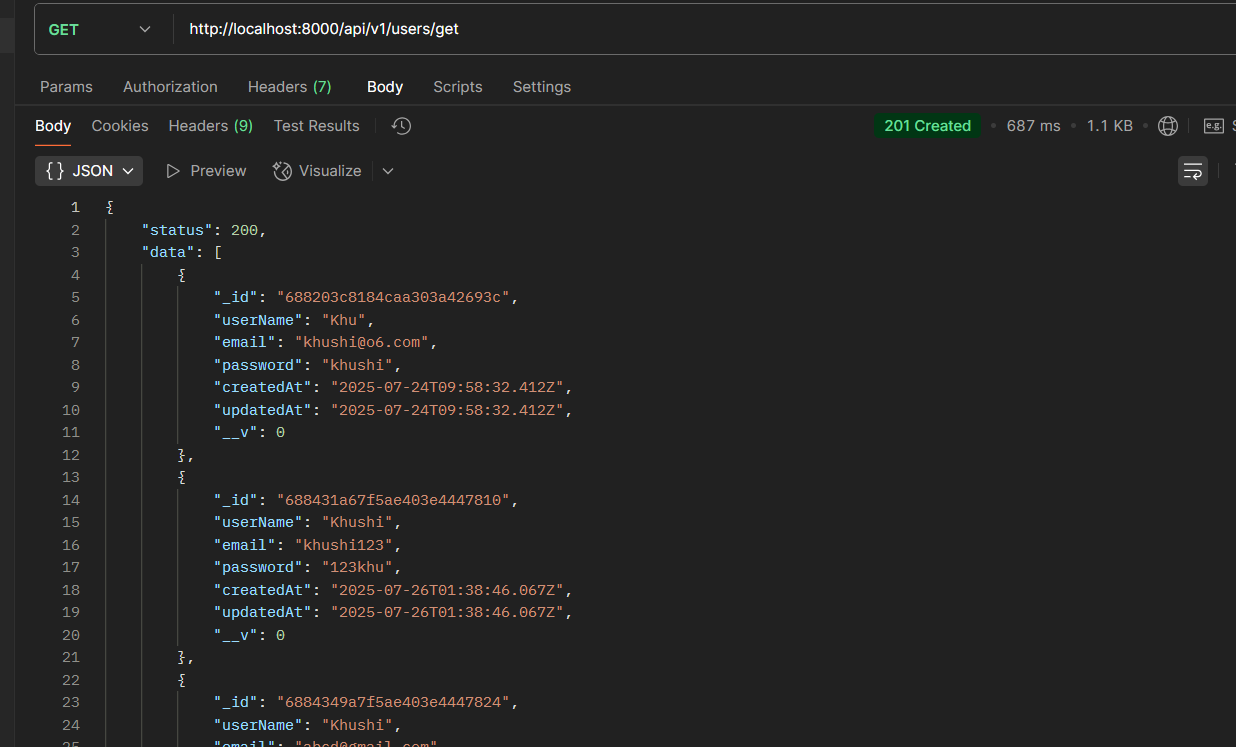 GET http://localhost:8000/api/v1/users/get
Params Authorization Headers (7) Body Scripts Settings
Body Cookies Headers (9) Test Results 201 Created • 687 ms • 1.1 KB • e.g.
{ } JSON Preview Visualize
1 {
2 "status": 200,
3 "data": [
4 {
5 "_id": "688203c8184caa303a42693c",
6 "userName": "Khu",
7 "email": "khushi@o6.com",
8 "password": "khushi",
9 "createdAt": "2025-07-24T09:58:32.412Z",
10 "updatedAt": "2025-07-24T09:58:32.412Z",
11 "__v": 0
12 },
13 {
14 "_id": "688431a67f5ae403e4447810",
15 "userName": "Khushi",
16 "email": "khushi123",
17 "password": "123khu",
18 "createdAt": "2025-07-26T01:38:46.067Z",
19 "updatedAt": "2025-07-26T01:38:46.067Z",
20 "__v": 0
21 },
22 {
23 "_id": "6884349a7f5ae403e4447824",
24 "userName": "Khushi",
25 "email": "abcd@gmail.com"